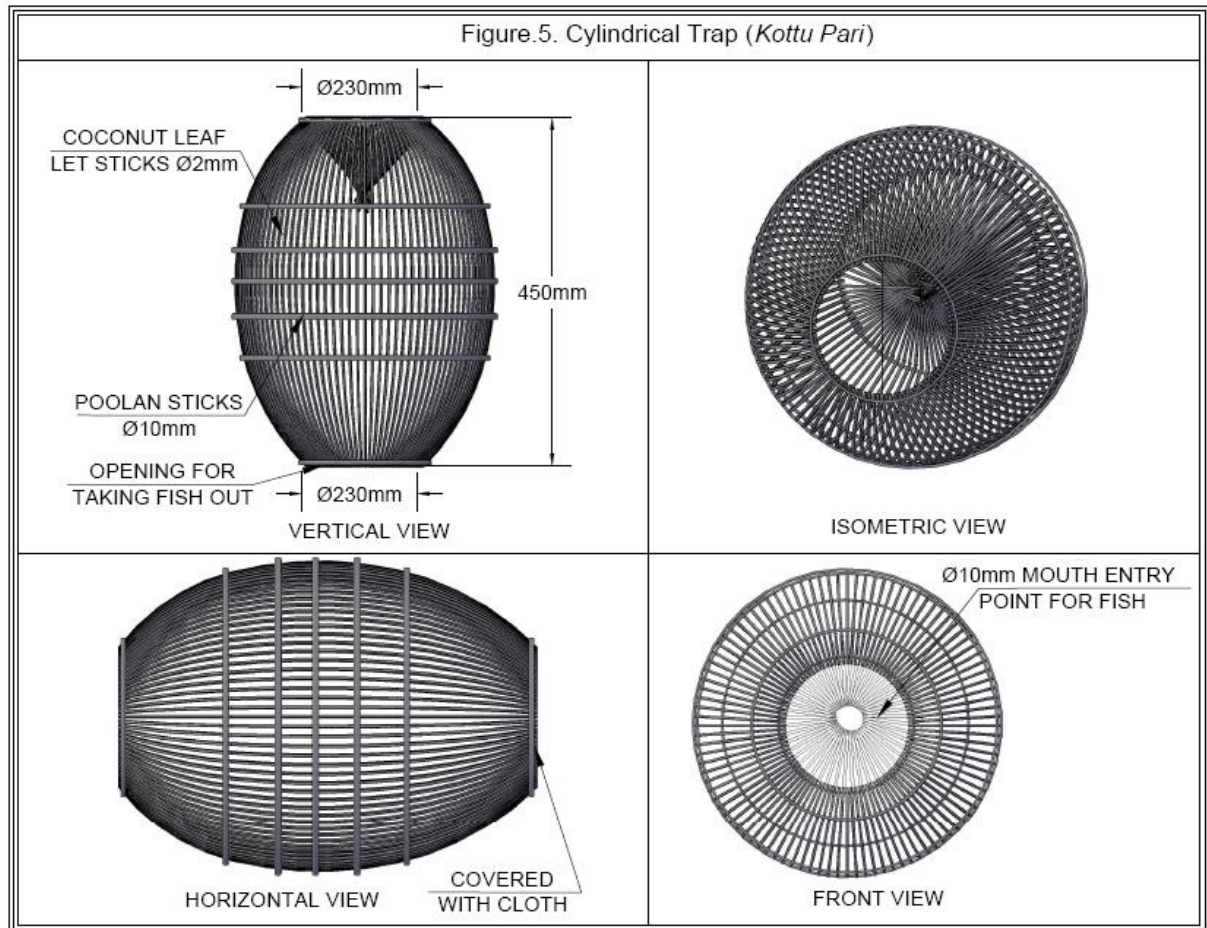 Figure.5. Cylindrical Trap (Kottu Pari)
Ø230mm
COCONUT LEAF
LET STICKS Ø2mm
450mm
POOLAN STICKS
Ø10mm
OPENING FOR
TAKING FISH OUT
Ø230mm
VERTICAL VIEW
ISOMETRIC VIEW
COVERED
WITH CLOTH
HORIZONTAL VIEW
Ø10mm MOUTH ENTRY
POINT FOR FISH
FRONT VIEW